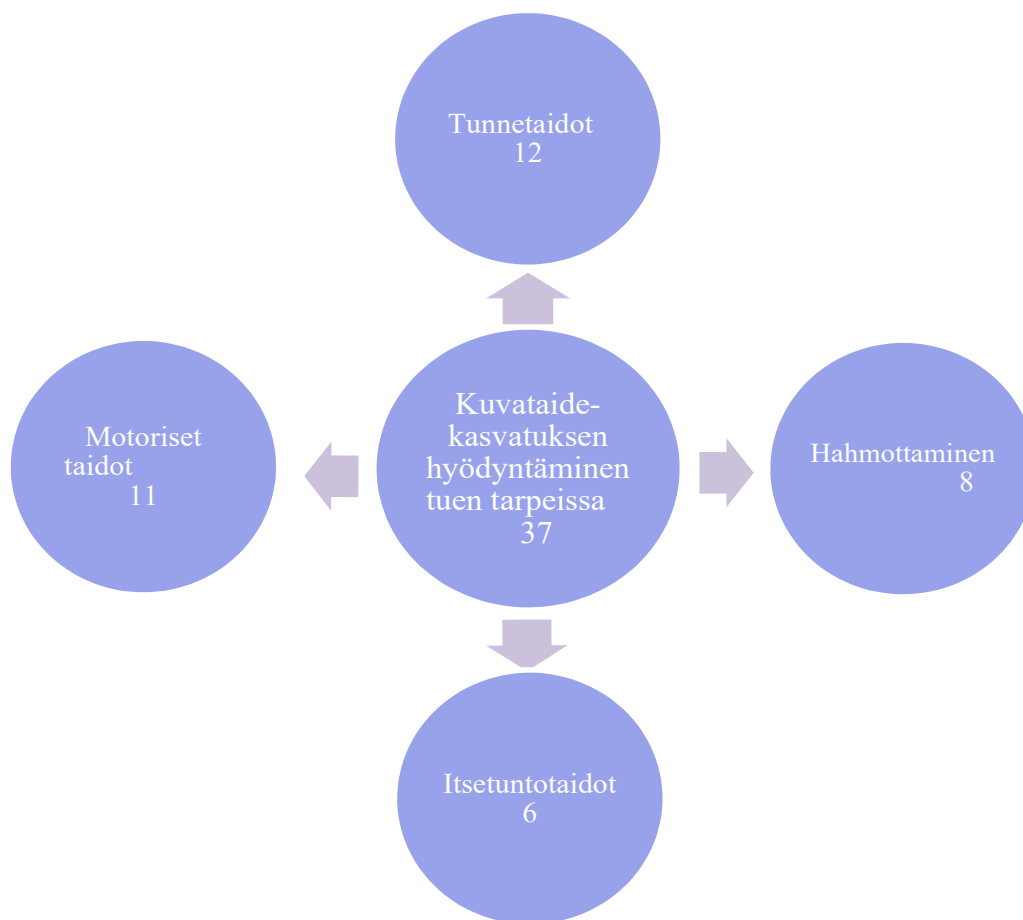 Tunnetaidot
12
Motoriset
taidot
11
Kuvataide-
kasvatuksen
hyödyntäminen
tuen tarpeissa
37
Hahmottaminen
8
Itsetuntotaidot
6